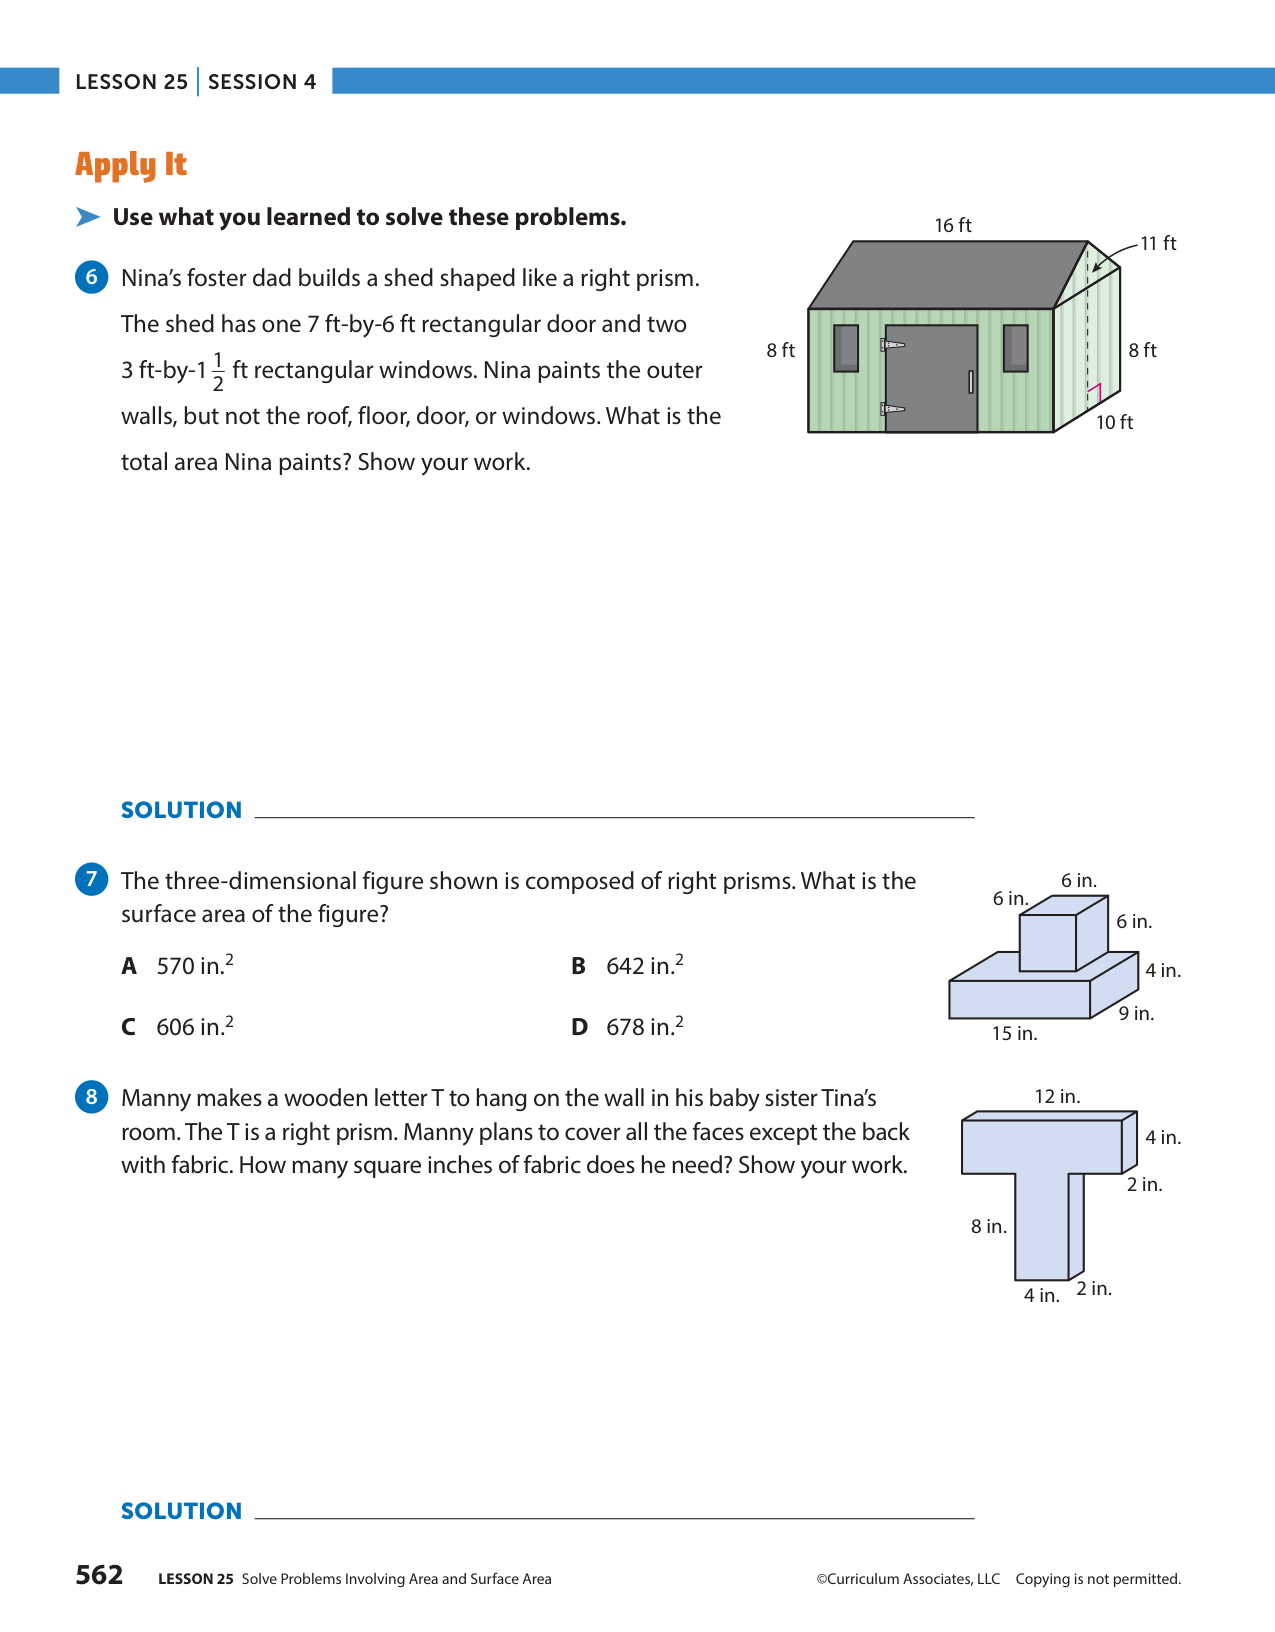 LESSON 25 | SESSION 4
Apply It
Use what you learned to solve these problems.
6 Nina’s foster dad builds a shed shaped like a right prism.
The shed has one 7 ft-by-6 ft rectangular door and two
3 ft-by-1 1/2 ft rectangular windows. Nina paints the outer
walls, but not the roof, floor, door, or windows. What is the
total area Nina paints? Show your work.
16 ft
11 ft
8 ft
8 ft
10 ft
SOLUTION
7 The three-dimensional figure shown is composed of right prisms. What is the
surface area of the figure?
A 570 in.²
B 642 in.²
C 606 in.²
D 678 in.²
6 in.
6 in.
6 in.
4 in.
9 in.
15 in.
8 Manny makes a wooden letter T to hang on the wall in his baby sister Tina’s
room. The T is a right prism. Manny plans to cover all the faces except the back
with fabric. How many square inches of fabric does he need? Show your work.
12 in.
4 in.
2 in.
8 in.
4 in.
2 in.
SOLUTION
562 LESSON 25 Solve Problems Involving Area and Surface Area
©Curriculum Associates, LLC Copying is not permitted.